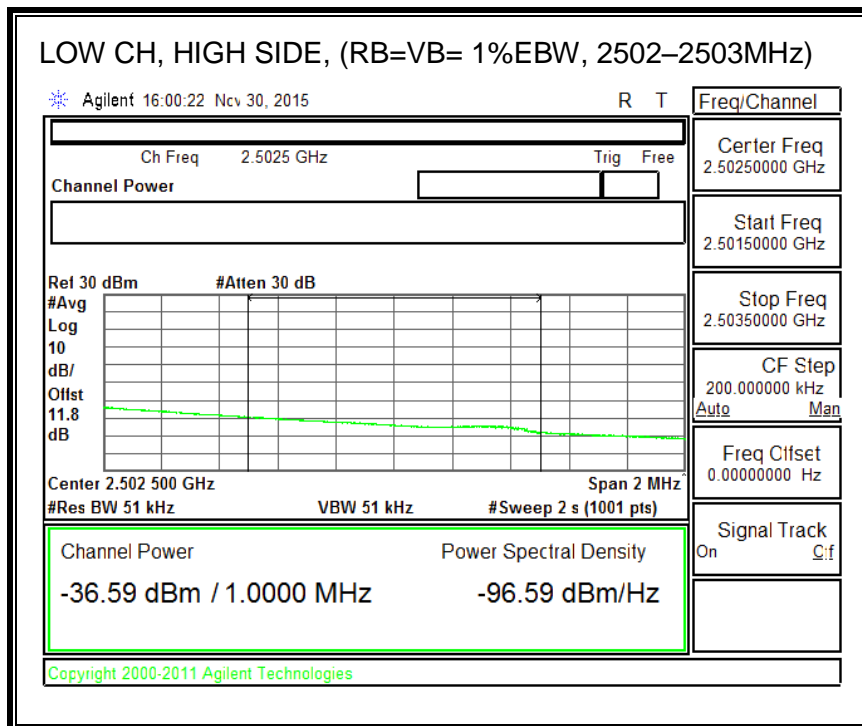 LOW CH, HIGH SIDE, (RB=VB= 1%EBW, 2502–2503MHz)
Agilent 16:00:22 Nov 30, 2015 R T
Freq/Channel
Ch Freq 2.5025 GHz Trig Free
Channel Power
Center Freq
2.50250000 GHz
Start Freq
2.50150000 GHz
Stop Freq
2.50350000 GHz
CF Step
200.000000 kHz
Auto Man
Freq Offset
0.00000000 Hz
Signal Track
On Off
Ref 30 dBm #Atten 30 dB
#Avg
Log
10
dB/
Offst
11.8
dB
Center 2.502 500 GHz Span 2 MHz
#Res BW 51 kHz VBW 51 kHz #Sweep 2 s (1001 pts)
Channel Power Power Spectral Density
-36.59 dBm / 1.0000 MHz -96.59 dBm/Hz
Copyright 2000-2011 Agilent Technologies